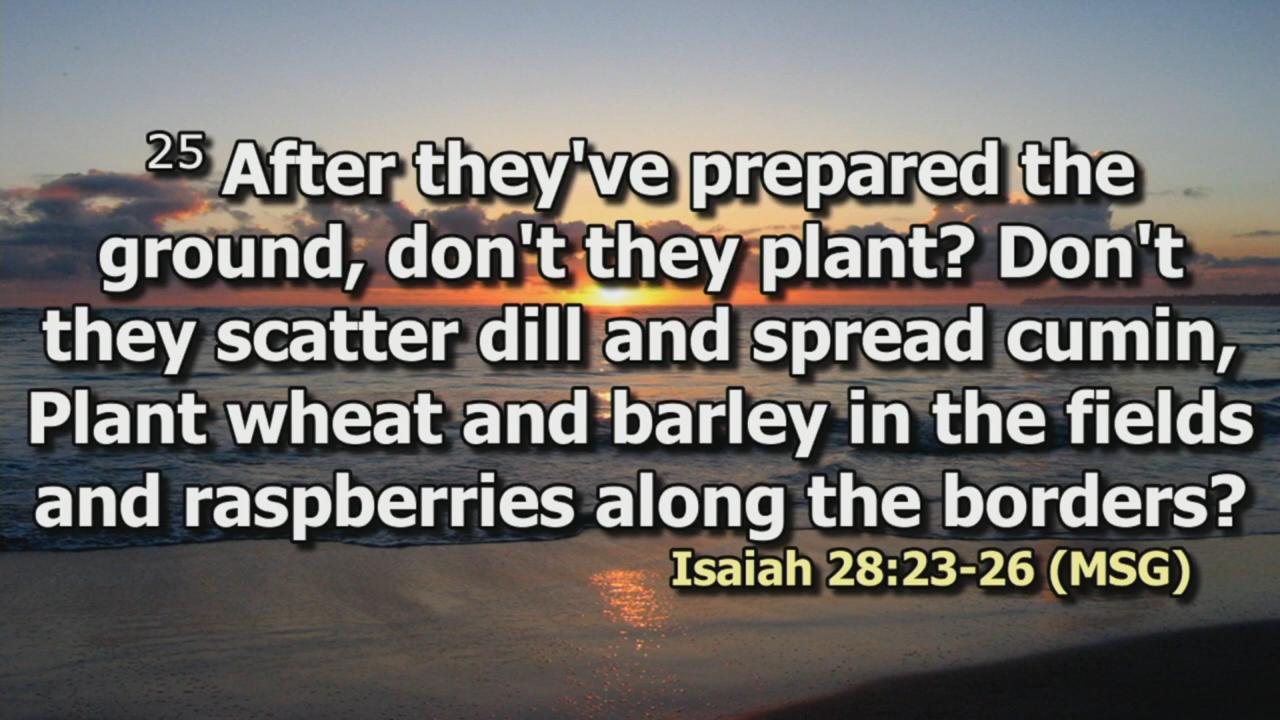 25 After they've prepared the
ground, don't they plant? Don't
they scatter dill and spread cumin,
Plant wheat and barley in the fields
and raspberries along the borders?
Isaiah 28:23-26 (MSG)